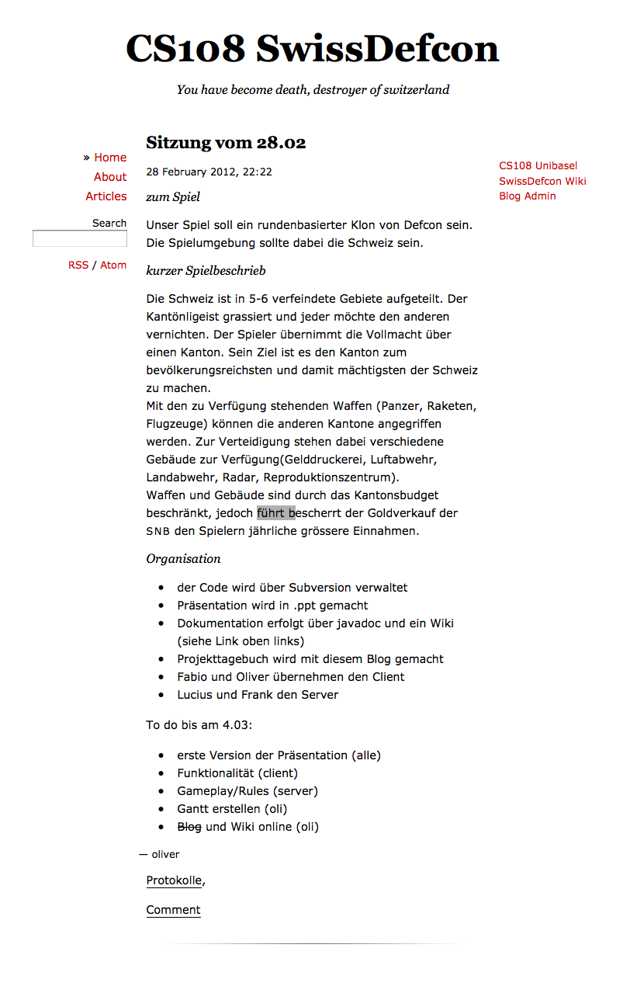 CS108 SwissDefcon
You have become death, destroyer of switzerland
» Home
About
Articles
Search
RSS / Atom
Sitzung vom 28.02
28 February 2012, 22:22
zum Spiel
Unser Spiel soll ein rundenbasierter Klon von Defcon sein.
Die Spielumgebung sollte dabei die Schweiz sein.
kurzer Spielbeschrieb
Die Schweiz ist in 5-6 verfeindete Gebiete aufgeteilt. Der
Kantönligeist grassiert und jeder möchte den anderen
vernichten. Der Spieler übernimmt die Vollmacht über
einen Kanton. Sein Ziel ist es den Kanton zum
bevölkerungsreichsten und damit mächtigsten der Schweiz
zu machen.
Mit den zu Verfügung stehenden Waffen (Panzer, Raketen,
Flugzeuge) können die anderen Kantone angegriffen
werden. Zur Verteidigung stehen dabei verschiedene
Gebäude zur Verfügung(Gelddruckerei, Luftabwehr,
Landabwehr, Radar, Reproduktionszentrum).
Waffen und Gebäude sind durch das Kantonsbudget
beschränkt, jedoch führt bescherrt der Goldverkauf der
SNB den Spielern jährliche grössere Einnahmen.
Organisation
• der Code wird über Subversion verwaltet
• Präsentation wird in .ppt gemacht
• Dokumentation erfolgt über javadoc und ein Wiki
(siehe Link oben links)
• Projekttagebuch wird mit diesem Blog gemacht
• Fabio und Oliver übernehmen den Client
• Lucius und Frank den Server
To do bis am 4.03:
• erste Version der Präsentation (alle)
• Funktionalität (client)
• Gameplay/Rules (server)
• Gantt erstellen (oli)
• Blog und Wiki online (oli)
— oliver
Protokolle,
Comment
CS108 Unibasel
SwissDefcon Wiki
Blog Admin